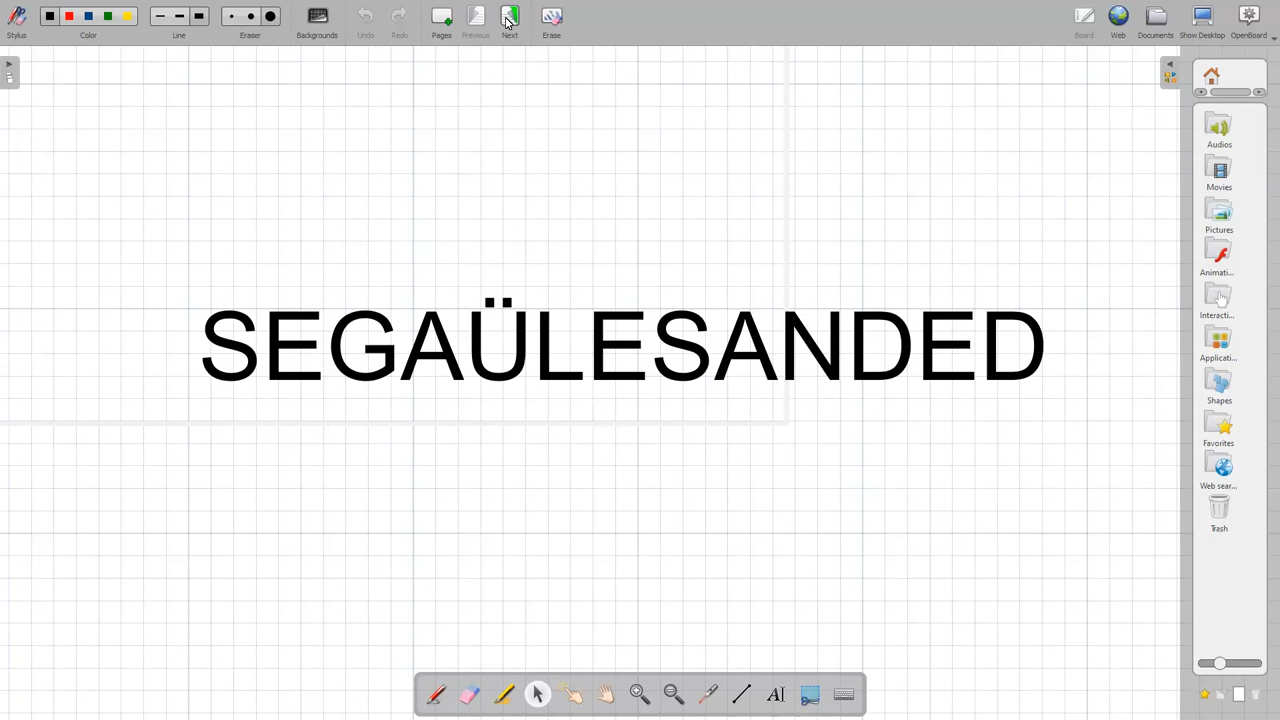 Stylus
Color
Line
Eraser
Backgrounds
Undo
Redo
Pages
Previous
Next
Erase
Board
Web
Documents
Show Desktop
OpenBoard
SEGAÜLESANDED
Audios
Movies
Pictures
Animati...
Interacti...
Applicati...
Shapes
Favorites
Web sear...
Trash
AI